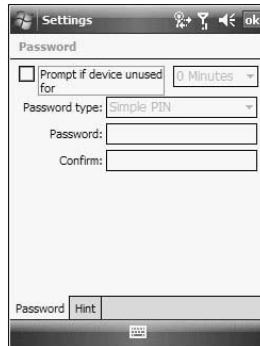 Settings
ok
Password
Prompt if device unused for
0 Minutes
Password type: Simple PIN
Password:
Confirm:
Password Hint